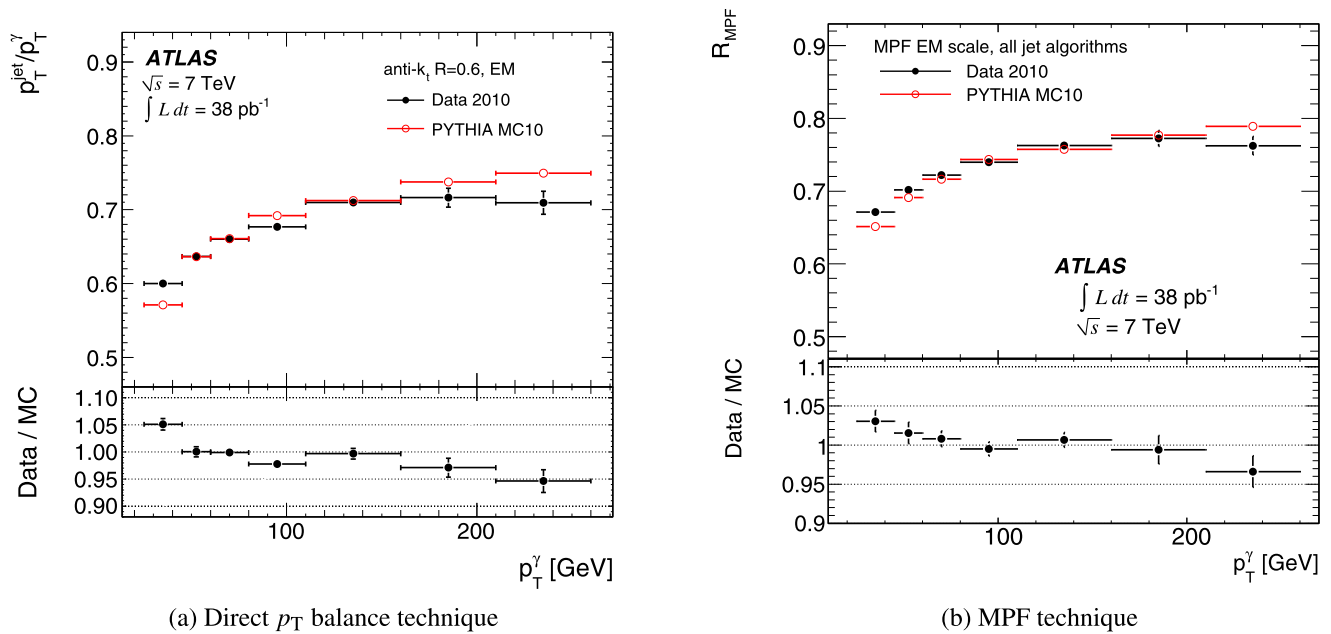 p_T^jet/p_T^γ
0.9
0.8
0.7
0.6
0.5
ATLAS
√s = 7 TeV
∫ L dt = 38 pb⁻¹
anti-k_t R=0.6, EM
Data 2010
PYTHIA MC10
Data / MC
1.10
1.05
1.00
0.95
0.90
100
200
p_T^γ [GeV]
(a) Direct p_T balance technique
R_MPF
0.9
0.8
0.7
0.6
0.5
MPF EM scale, all jet algorithms
Data 2010
PYTHIA MC10
ATLAS
∫ L dt = 38 pb⁻¹
√s = 7 TeV
Data / MC
1.1
1.05
1
0.95
0.9
100
200
p_T^γ [GeV]
(b) MPF technique